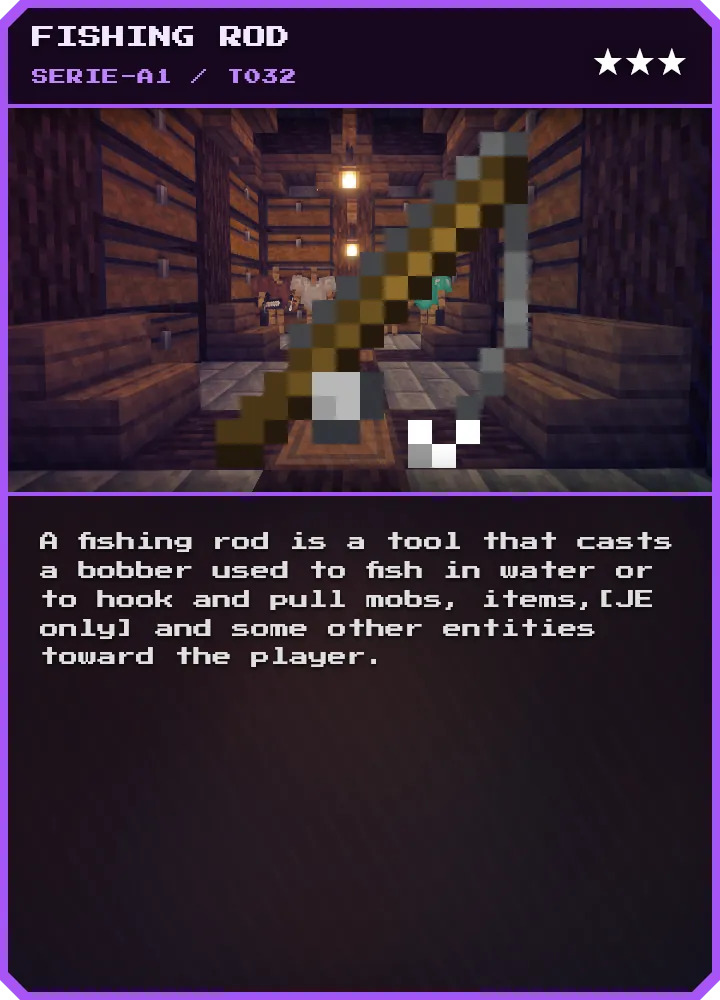 FISHING ROD
SERIE-A1 / T032
★★★
A fishing rod is a tool that casts
a bobber used to fish in water or
to hook and pull mobs, items,[JE
only] and some other entities
toward the player.